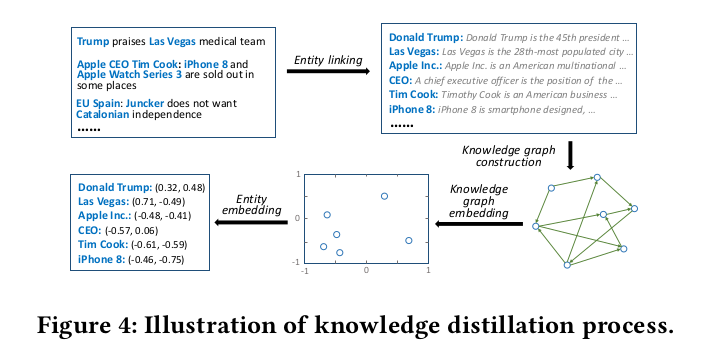 Trump praises Las Vegas medical team
Apple CEO Tim Cook: iPhone 8 and
Apple Watch Series 3 are sold out in
some places
EU Spain: Juncker does not want
Catalonian independence
......
Entity linking
Donald Trump: Donald Trump is the 45th president ...
Las Vegas: Las Vegas is the 28th-most populated city ...
Apple Inc.: Apple Inc. is an American multinational ...
CEO: A chief executive officer is the position of the ...
Tim Cook: Timothy Cook is an American business ...
iPhone 8: iPhone 8 is smartphone designed, ...
......
Knowledge graph
construction
Knowledge
graph
embedding
1
0
-1
-1
0
1
Entity
embedding
Donald Trump: (0.32, 0.48)
Las Vegas: (0.71, -0.49)
Apple Inc.: (-0.48, -0.41)
CEO: (-0.57, 0.06)
Tim Cook: (-0.61, -0.59)
iPhone 8: (-0.46, -0.75)
Figure 4: Illustration of knowledge distillation process.